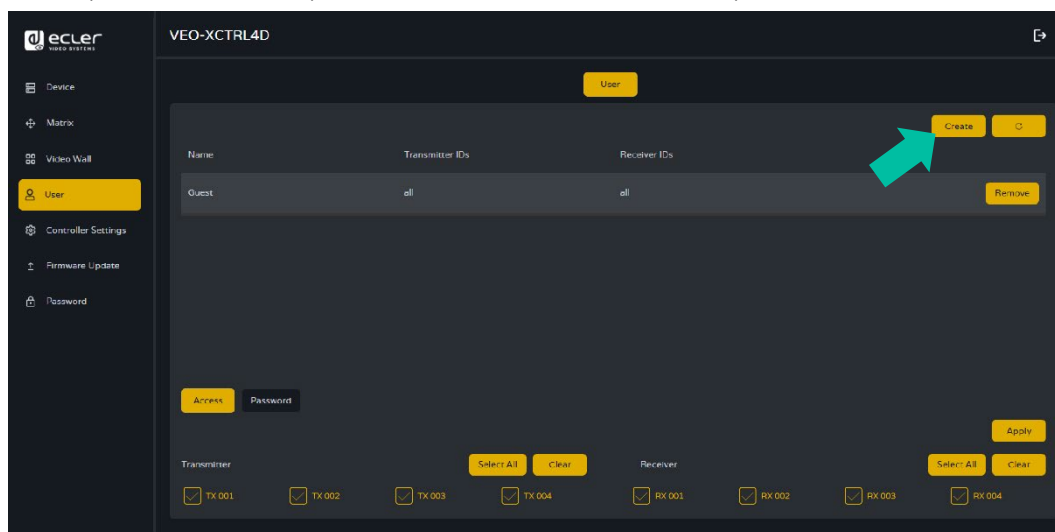 ecler
VIDEO SYSTEMS
VEO-XCTRL4D
Device
Matrix
Video Wall
User
Controller Settings
Firmware Update
Password
User
Create
Name Transmitter IDs Receiver IDs
Guest all all Remove
Access Password
Apply
Transmitter Select All Clear Receiver Select All Clear
TX 001 TX 002 TX 003 TX 004 RX 001 RX 002 RX 003 RX 004